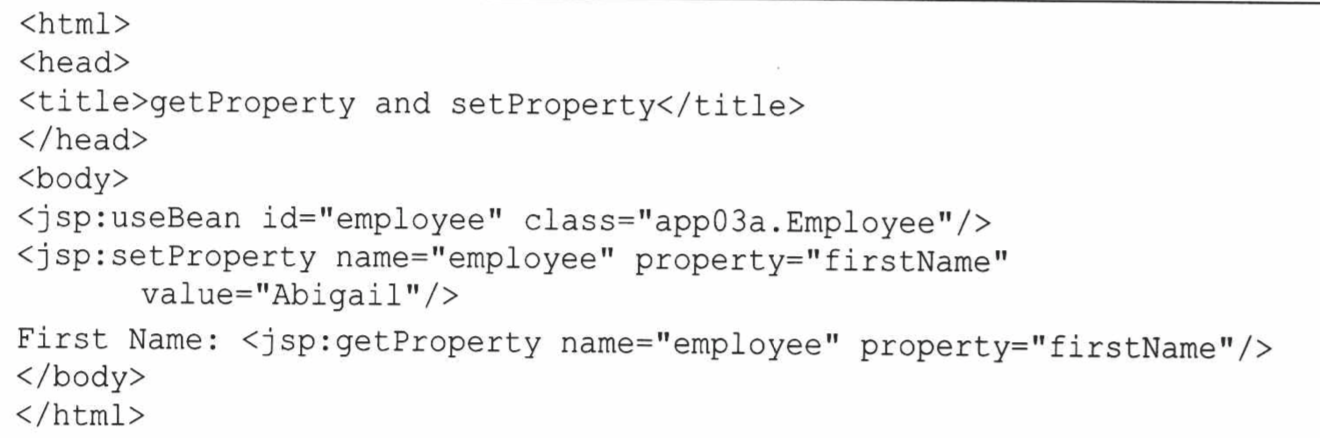 <html>
<head>
<title>getProperty and setProperty</title>
</head>
<body>
<jsp:useBean id="employee" class="app03a.Employee"/>
<jsp:setProperty name="employee" property="firstName"
value="Abigail"/>
First Name: <jsp:getProperty name="employee" property="firstName"/>
</body>
</html>